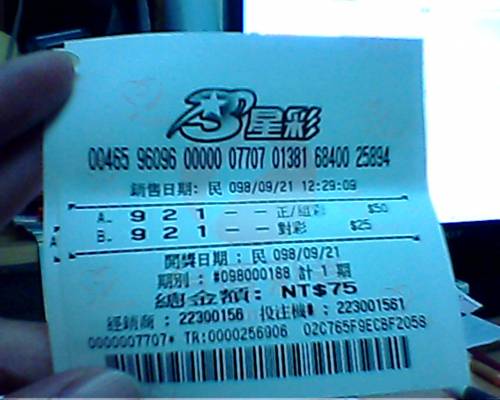 3星彩
00465 96096 00000 07707 01381 68400 25894
銷售日期: 民 098/09/21 12:29:09
A. 9 2 1 - - 正/組彩 $50
B. 9 2 1 - - 對彩 $25
開獎日期 : 民 098/09/21
期別 : #098000188 計 1 期
總金額: NT$75
經銷商 : 22300156 投注機# : 223001561
0000007707* TR:0000256906 02C765F9EC8F2058